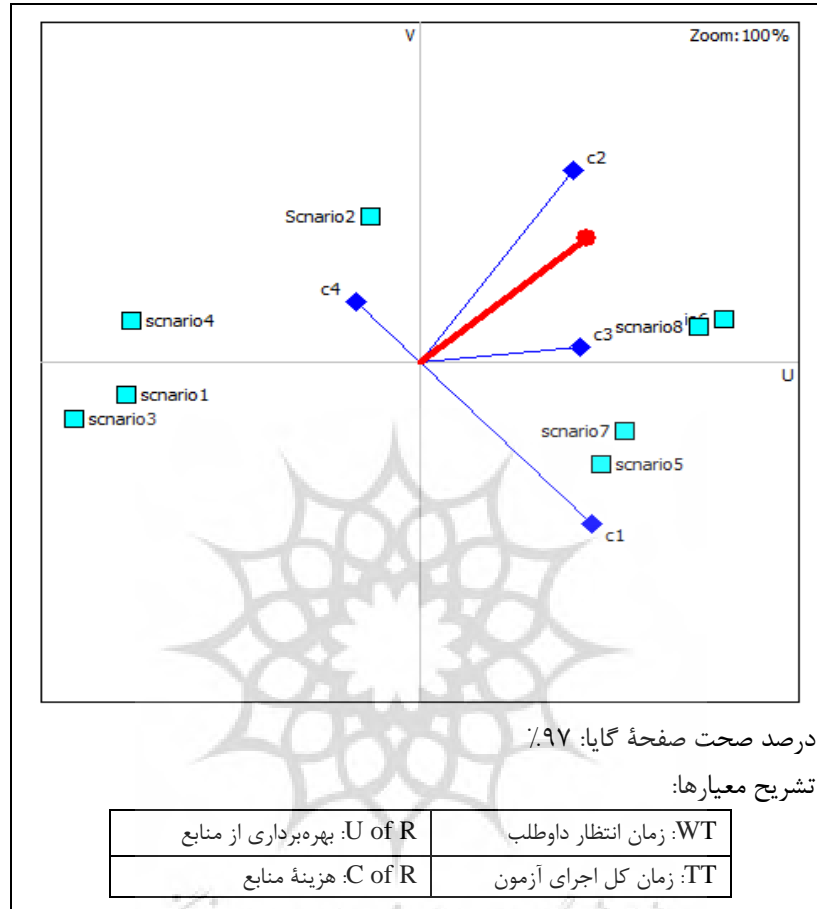 V
Zoom:100%
c2
Scnario2
c4
scnario4
scnario8
c3
U
scnario1
scnario3
scnario7
scnario5
c1
درصد صحت صفحهٔ گایا: ۹۷٪
تشریح معیارها:
WT: زمان انتظار داوطلب U of R: بهره‌برداری از منابع
TT: زمان کل اجرای آزمون C of R: هزینهٔ منابع